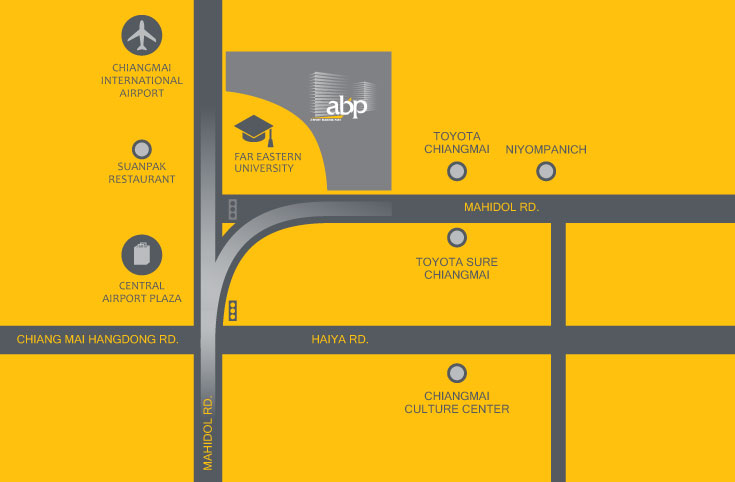 CHIANGMAI
INTERNATIONAL
AIRPORT
abp
TOYOTA
CHIANGMAI
NIYOMPANICH
FAR EASTERN
UNIVERSITY
SUANPAK
RESTAURANT
MAHIDOL RD.
TOYOTA SURE
CHIANGMAI
CENTRAL
AIRPORT PLAZA
CHIANG MAI HANGDONG RD.
HAIYA RD.
CHIANGMAI
CULTURE CENTER
MAHIDOL RD.